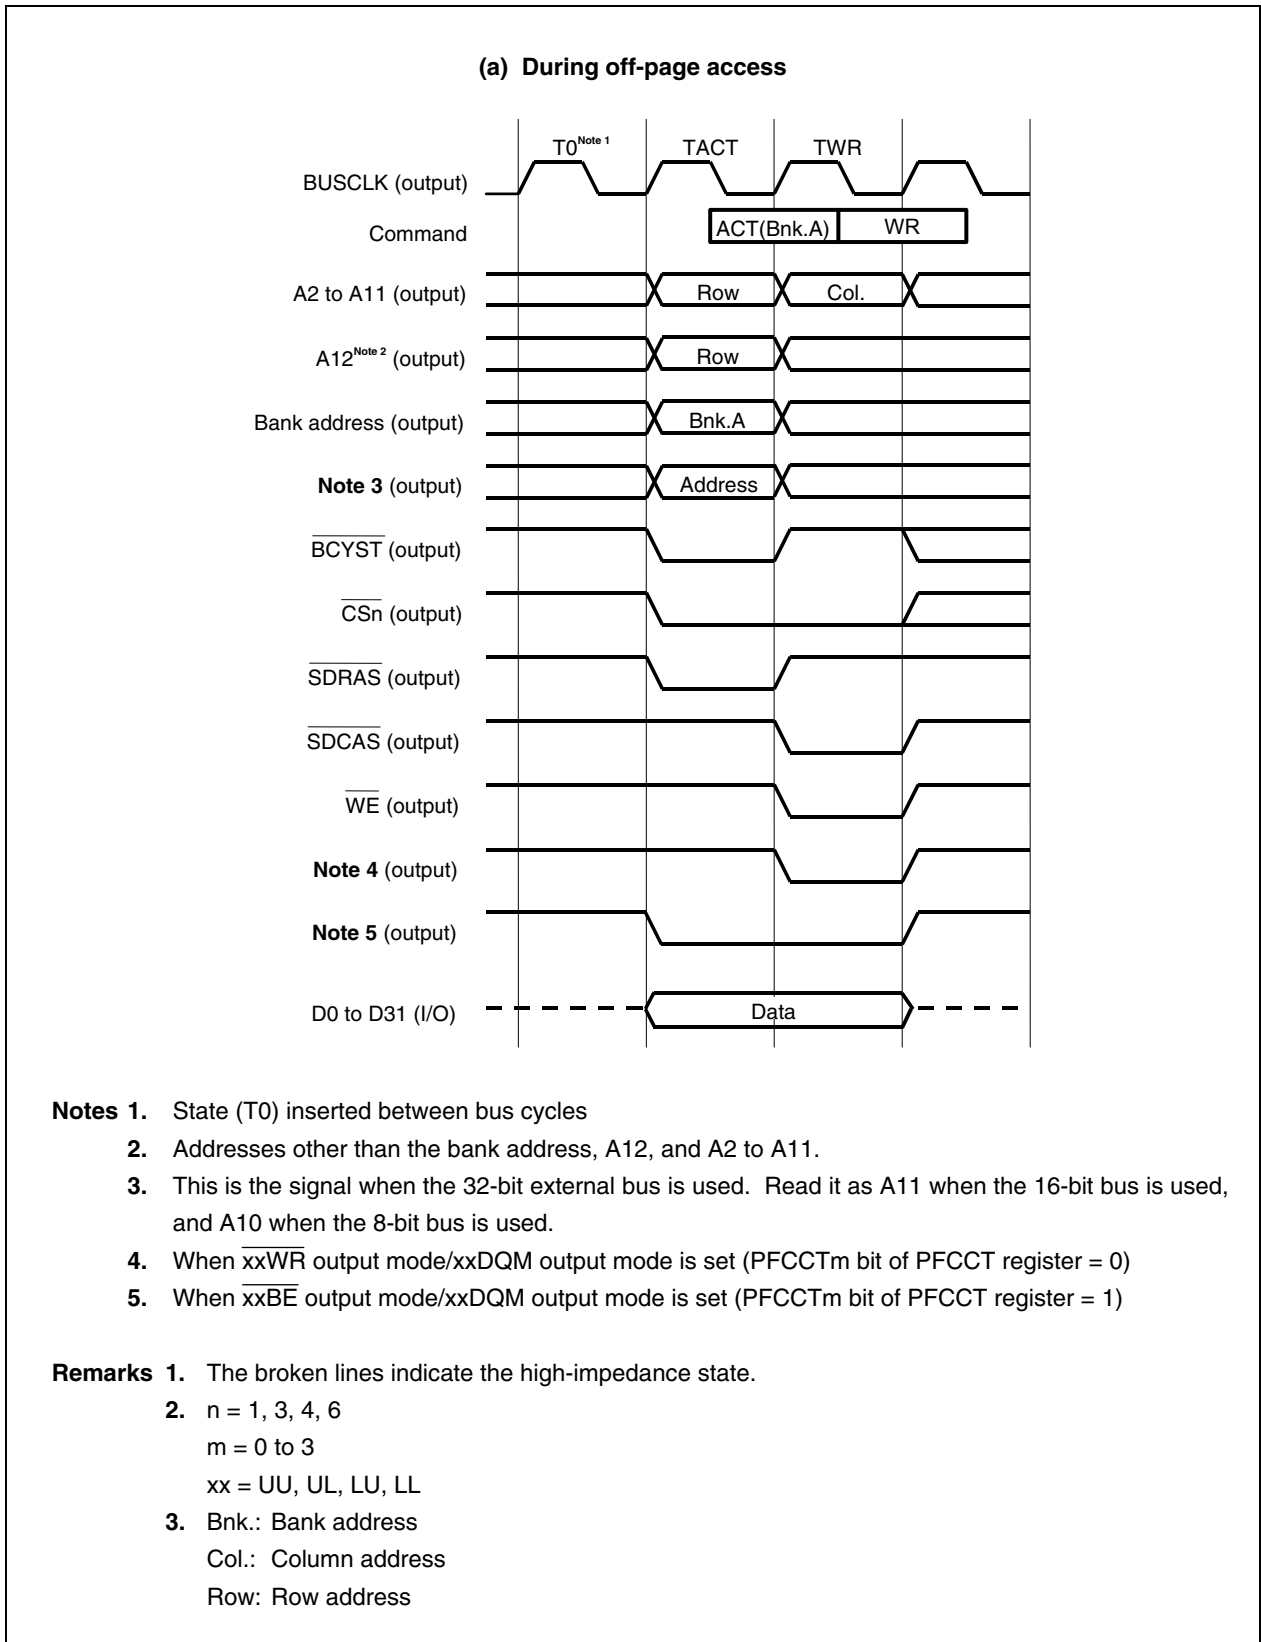 (a) During off-page access
T0Note 1 TACT TWR
BUSCLK (output)
Command ACT(Bnk.A) WR
A2 to A11 (output) Row Col.
A12Note 2 (output) Row
Bank address (output) Bnk.A
Note 3 (output) Address
BCYST (output)
CSn (output)
SDRAS (output)
SDCAS (output)
WE (output)
Note 4 (output)
Note 5 (output)
D0 to D31 (I/O) Data
Notes 1. State (T0) inserted between bus cycles
2. Addresses other than the bank address, A12, and A2 to A11.
3. This is the signal when the 32-bit external bus is used. Read it as A11 when the 16-bit bus is used,
and A10 when the 8-bit bus is used.
4. When xxWR output mode/xxDQM output mode is set (PFCCTm bit of PFCCT register = 0)
5. When xxBE output mode/xxDQM output mode is set (PFCCTm bit of PFCCT register = 1)
Remarks 1. The broken lines indicate the high-impedance state.
2. n = 1, 3, 4, 6
m = 0 to 3
xx = UU, UL, LU, LL
3. Bnk.: Bank address
Col.: Column address
Row: Row address